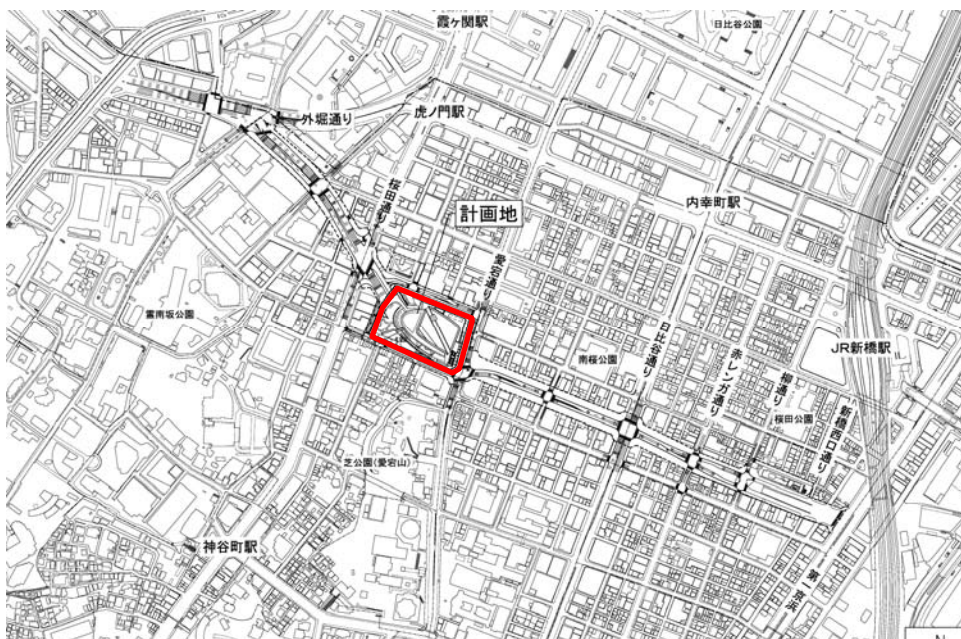 霞ヶ関駅
日比谷公園
外堀通り
虎ノ門駅
桜田通り
計画地
内幸町駅
愛宕通り
霊南坂公園
日比谷通り
南桜公園
赤レンガ通り
JR新橋駅
柳通り
桜田公園
新橋西口通り
芝公園(愛宕山)
神谷町駅
第一京浜
N